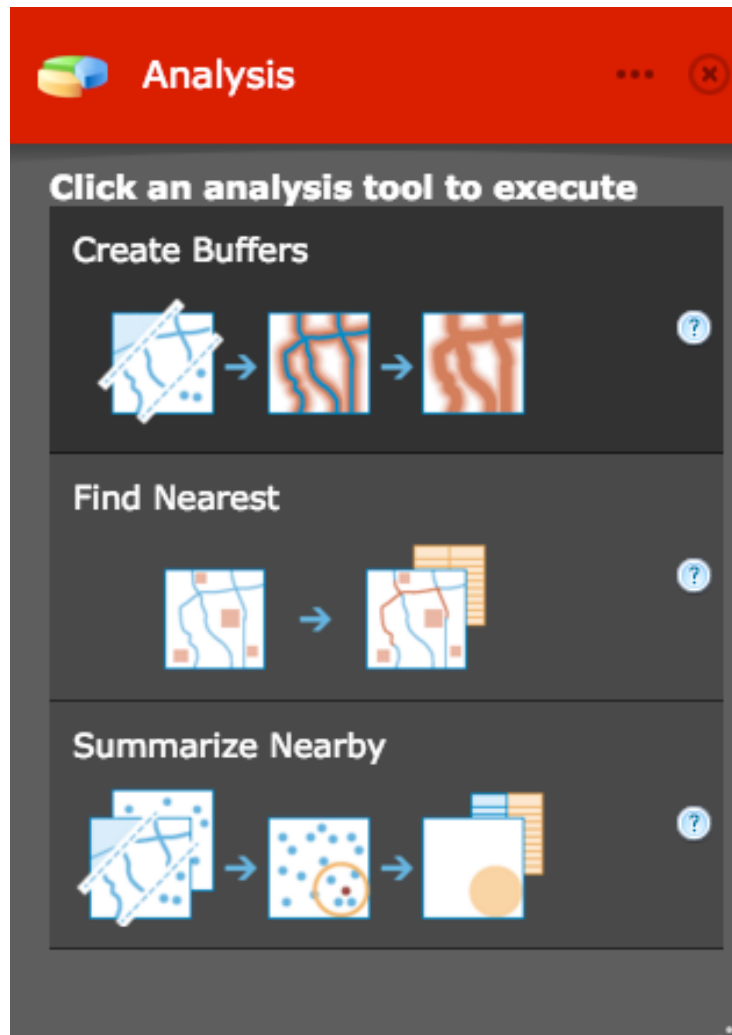 Analysis
Click an analysis tool to execute
Create Buffers
?
Find Nearest
?
Summarize Nearby
?